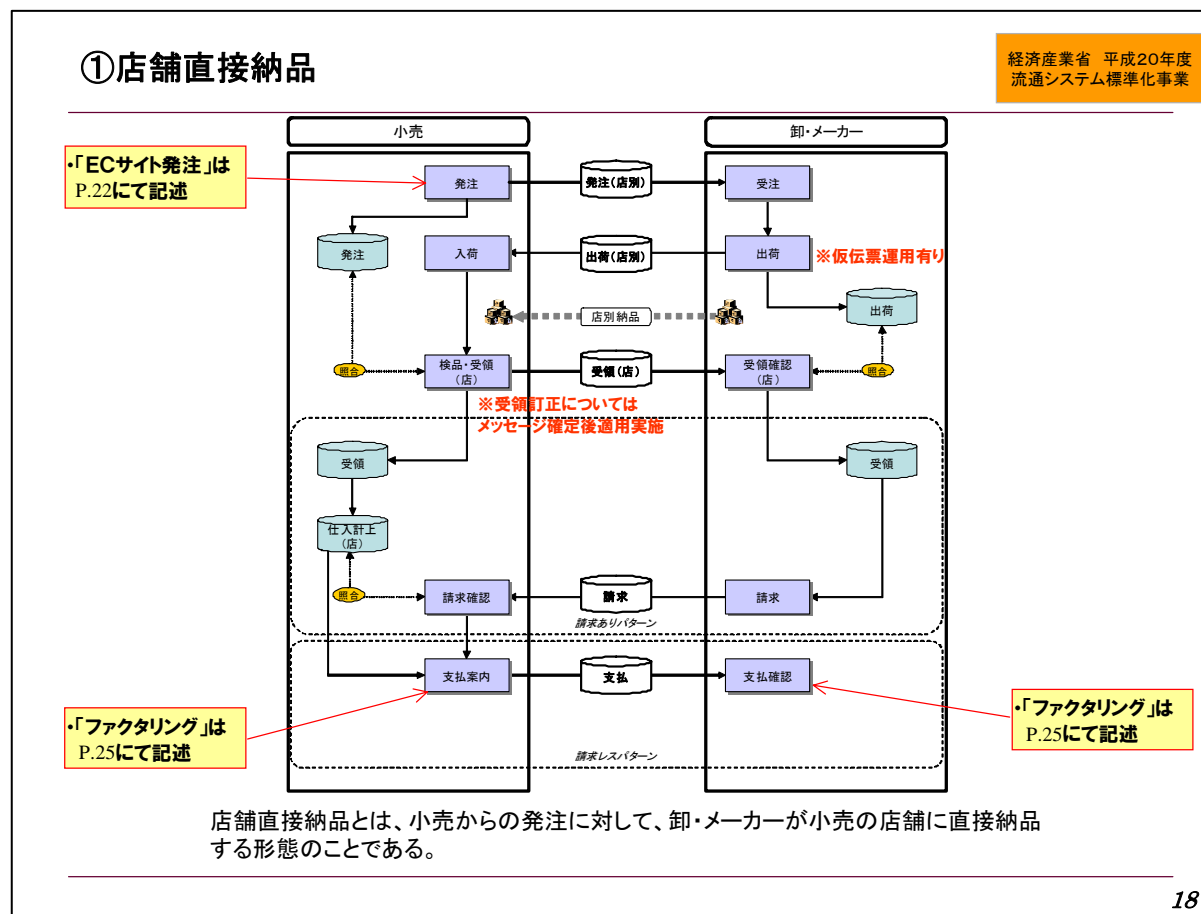 ①店舗直接納品
経済産業省 平成20年度
流通システム標準化事業
小売
卸・メーカー
・「ECサイト発注」は
P.22にて記述
発注
発注(店別)
受注
発注
入荷
出荷(店別)
出荷
※仮伝票運用有り
店別納品
出荷
照合
検品・受領
(店)
受領(店)
受領確認
(店)
照合
※受領訂正については
メッセージ確定後適用実施
受領
受領
仕入計上
(店)
照合
請求確認
請求
請求
請求ありパターン
支払案内
支払
支払確認
・「ファクタリング」は
P.25にて記述
・「ファクタリング」は
P.25にて記述
請求レスパターン
店舗直接納品とは、小売からの発注に対して、卸・メーカーが小売の店舗に直接納品
する形態のことである。
18